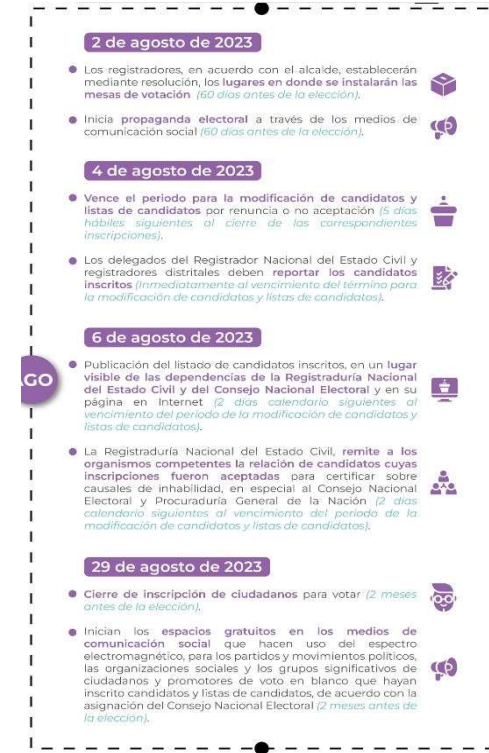 2 de agosto de 2023
Los registradores, en acuerdo con el alcalde, establecerán
mediante resolución, los lugares en donde se instalarán las
mesas de votación (60 días antes de la elección).
Inicia propaganda electoral a través de los medios de
comunicación social (60 días antes de la elección).
4 de agosto de 2023
Vence el periodo para la modificación de candidatos y
listas de candidatos por renuncia o no aceptación (5 días
hábiles siguientes al cierre de las correspondientes
inscripciones).
Los delegados del Registrador Nacional del Estado Civil y
registradores distritales deben reportar los candidatos
inscritos (Inmediatamente al vencimiento del término para
la modificación de candidatos y listas de candidatos).
6 de agosto de 2023
AGO
Publicación del listado de candidatos inscritos, en un lugar
visible de las dependencias de la Registraduría Nacional
del Estado Civil y del Consejo Nacional Electoral y en su
página en Internet (2 días calendario siguientes al
vencimiento del periodo de la modificación de candidatos y
listas de candidatos).
La Registraduría Nacional del Estado Civil, remite a los
organismos competentes la relación de candidatos cuyas
inscripciones fueron aceptadas para certificar sobre
causales de inhabilidad, en especial al Consejo Nacional
Electoral y Procuraduría General de la Nación (2 días
calendario siguientes al vencimiento del periodo de la
modificación de candidatos y listas de candidatos).
29 de agosto de 2023
Cierre de inscripción de ciudadanos para votar (2 meses
antes de la elección).
Inician los espacios gratuitos en los medios de
comunicación social que hacen uso del espectro
electromagnético, para los partidos y movimientos políticos,
las organizaciones sociales y los grupos significativos de
ciudadanos y promotores de voto en blanco que hayan
inscrito candidatos y listas de candidatos, de acuerdo con la
asignación del Consejo Nacional Electoral (2 meses antes de
la elección).